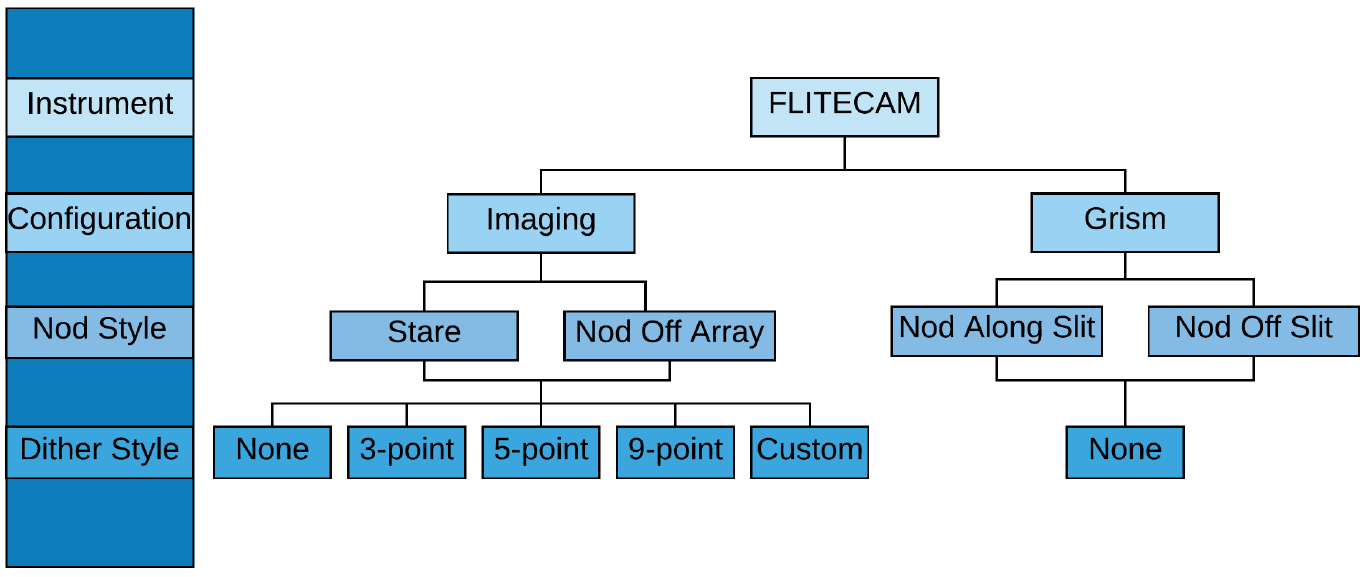 Instrument
FLITECAM
Configuration
Imaging
Grism
Nod Style
Stare
Nod Off Array
Nod Along Slit
Nod Off Slit
Dither Style
None
3-point
5-point
9-point
Custom
None